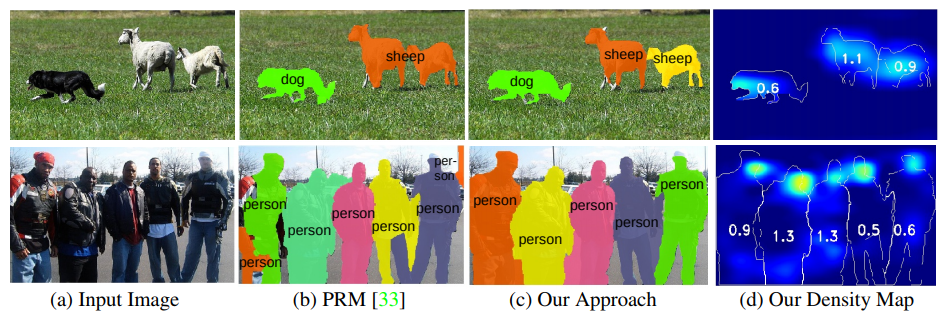 dog
sheep
dog
sheep
sheep
0.6
1.1
0.9
person
person
person
person
person
person
per-
son
person
person
person
person
person
0.9
1.3
1.3
0.5
0.6
(a) Input Image
(b) PRM [33]
(c) Our Approach
(d) Our Density Map